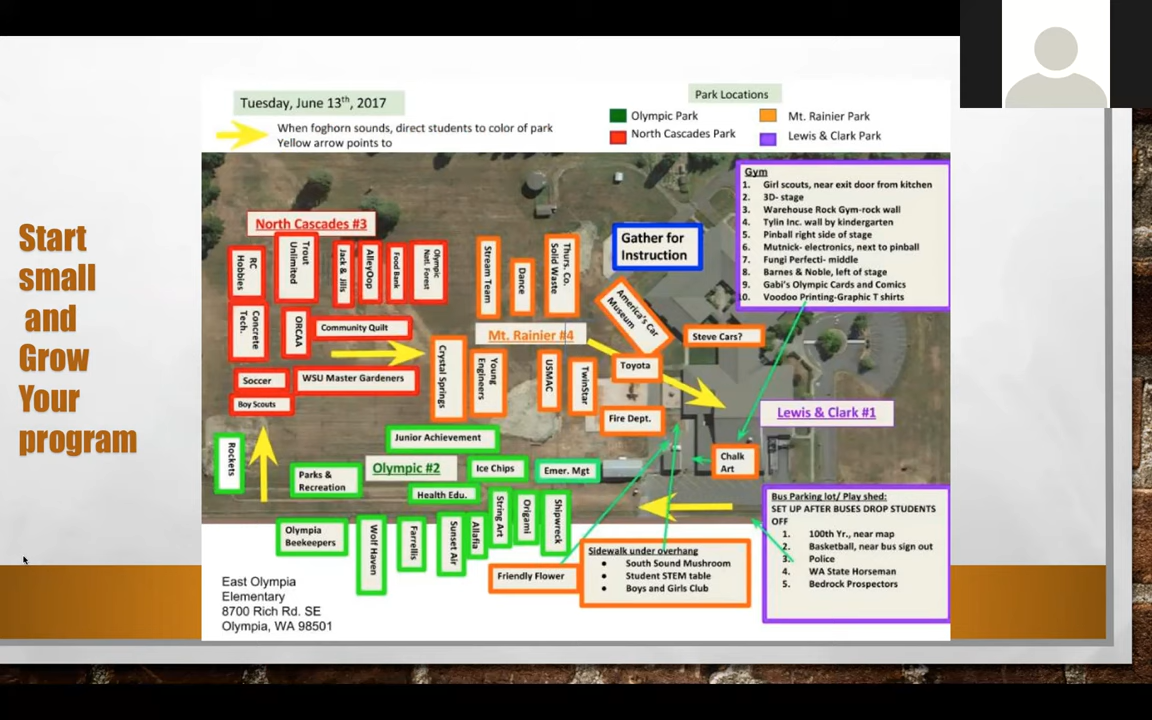 Start
small
and
Grow
Your
program
Tuesday, June 13th, 2017
When foghorn sounds, direct students to color of park
Yellow arrow points to
Park Locations
Olympic Park
Mt. Rainier Park
North Cascades Park
Lewis & Clark Park
North Cascades #3
RC
Hobbies
Trout
Unlimited
Jack & Jills
AlleyOop
Food Bank
Olympic
Natl. Forest
Concrete
Tech.
ORCAA
Community Quilt
Soccer
WSU Master Gardeners
Boy Scouts
Stream Team
Dance
Thurs. Co.
Solid Waste
Gather for
Instruction
America's Car
Museum
Steve Cars?
Mt. Rainier #4
Toyota
Crystal Springs
Young
Engineers
USMAC
TwinStar
Fire Dept.
Gym
1. Girl scouts, near exit door from kitchen
2. 3D- stage
3. Warehouse Rock Gym-rock wall
4. Tylin Inc. wall by kindergarten
5. Pinball right side of stage
6. Mutnick- electronics, next to pinball
7. Fungi Perfecti- middle
8. Barnes & Noble, left of stage
9. Gabi's Olympic Cards and Comics
10. Voodoo Printing-Graphic T shirts
Lewis & Clark #1
Chalk
Art
Rockets
Junior Achievement
Parks &
Recreation
Olympic #2
Ice Chips
Emer. Mgt
Health Edu.
Olympia
Beekeepers
Wolf Haven
Farrellis
Sunset Air
Allafia
String Art
Origami
Shipwreck
Friendly Flower
Sidewalk under overhang
• South Sound Mushroom
• Student STEM table
• Boys and Girls Club
Bus Parking lot/ Play shed:
SET UP AFTER BUSES DROP STUDENTS
OFF
1. 100th Yr., near map
2. Basketball, near bus sign out
3. Police
4. WA State Horseman
5. Bedrock Prospectors
East Olympia
Elementary
8700 Rich Rd. SE
Olympia, WA 98501